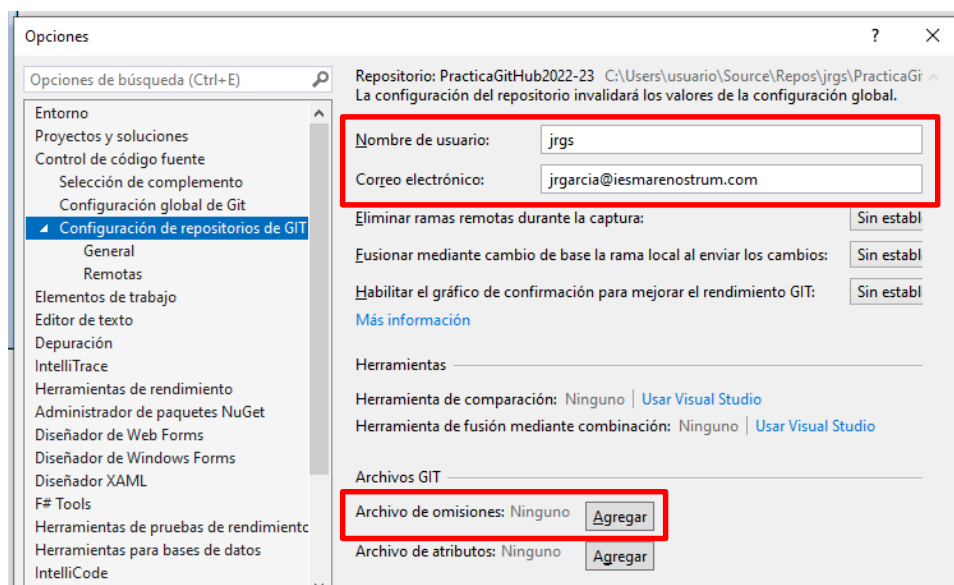 Opciones ?
Opciones de búsqueda (Ctrl+E)
Entorno
Proyectos y soluciones
Control de código fuente
Selección de complemento
Configuración global de Git
Configuración de repositorios de GIT
General
Remotas
Elementos de trabajo
Editor de texto
Depuración
IntelliTrace
Herramientas de rendimiento
Administrador de paquetes NuGet
Diseñador de Web Forms
Diseñador de Windows Forms
Diseñador XAML
F# Tools
Herramientas de pruebas de rendimiento
Herramientas para bases de datos
IntelliCode
Repositorio: PracticaGitHub2022-23 C:\Users\usuario\Source\Repos\jrgs\PracticaGi
La configuración del repositorio invalidará los valores de la configuración global.
Nombre de usuario: jrgs
Correo electrónico: jrgarcia@iesmarenostrum.com
Eliminar ramas remotas durante la captura: Sin establ
Fusionar mediante cambio de base la rama local al enviar los cambios: Sin establ
Habilitar el gráfico de confirmación para mejorar el rendimiento GIT: Sin establ
Más información
Herramientas
Herramienta de comparación: Ninguno | Usar Visual Studio
Herramienta de fusión mediante combinación: Ninguno | Usar Visual Studio
Archivos GIT
Archivo de omisiones: Ninguno Agregar
Archivo de atributos: Ninguno Agregar